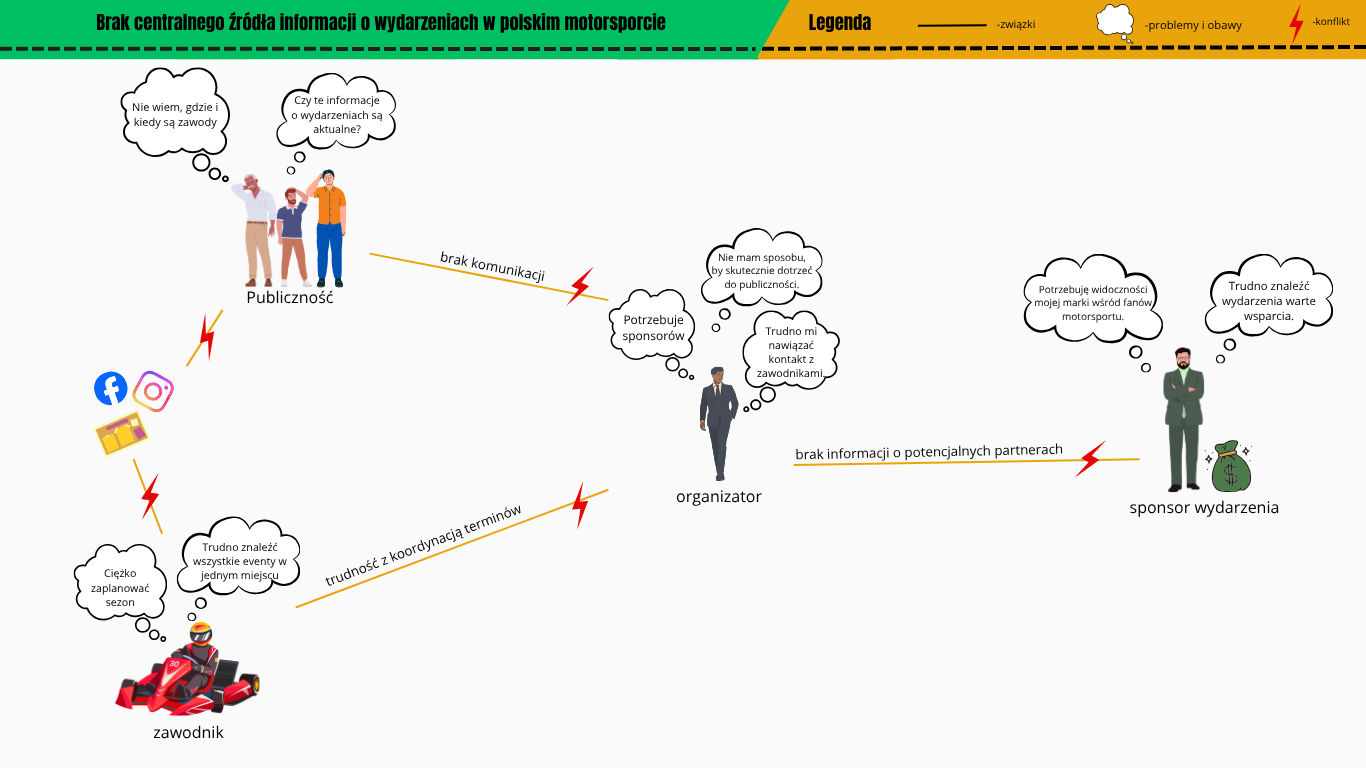 Brak centralnego źródła informacji o wydarzeniach w polskim motorsporcie
Legenda
-związki
-problemy i obawy
-konflikt
Nie wiem, gdzie i
kiedy są zawody
Czy te informacje
o wydarzeniach są
aktualne?
Publiczność
brak komunikacji
Nie mam sposobu,
by skutecznie dotrzeć
do publiczności.
Potrzebuje
sponsorów
Trudno mi
nawiązać
kontakt z
zawodnikami.
organizator
Potrzebuję widoczności
mojej marki wśród fanów
motorsportu.
Trudno znaleźć
wydarzenia warte
wsparcia.
brak informacji o potencjalnych partnerach
$
sponsor wydarzenia
trudność z koordynacją terminów
Ciężko
zaplanować
sezon
Trudno znaleźć
wszystkie eventy w
jednym miejscu
30
zawodnik